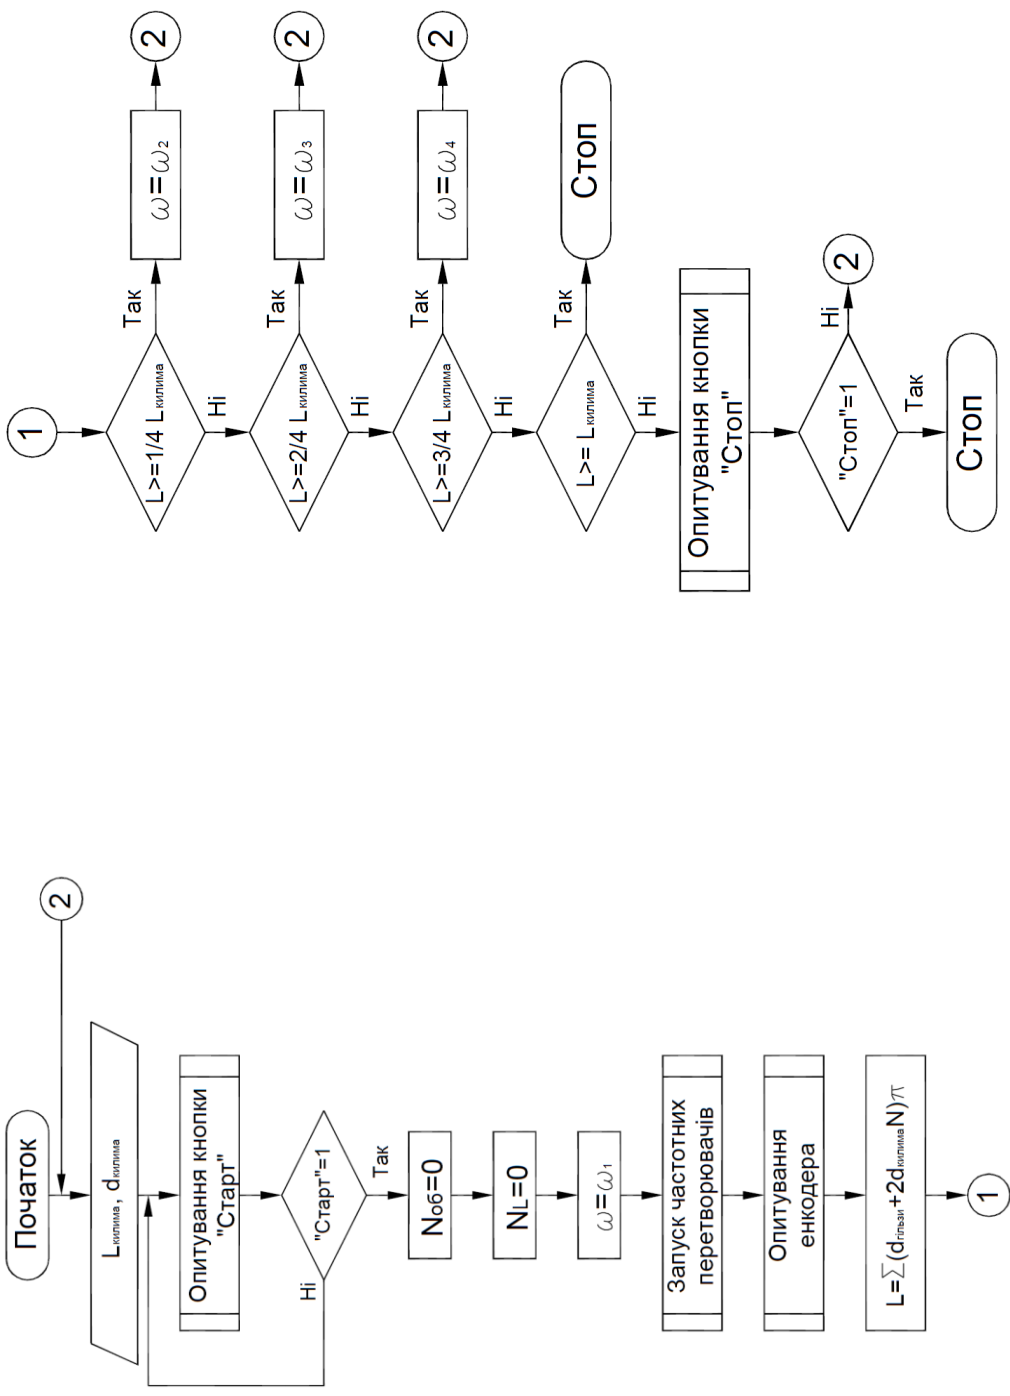 Початок
2
Lкилима , dкилима
Опитування кнопки
"Старт"
"Старт"=1
Ні
Так
Nоб=0
NL=0
ω=ω1
Запуск частотних
перетворювачів
Опитування
енкодера
L=∑(dгільзи+2dкилимаN)π
1
1
L>=1/4 Lкилима
Так
ω=ω2
2
Ні
L>=2/4 Lкилима
Так
ω=ω3
2
Ні
L>=3/4 Lкилима
Так
ω=ω4
2
Ні
L>= Lкилима
Так
Стоп
Ні
Опитування кнопки
"Стоп"
"Стоп"=1
Ні
2
Так
Стоп